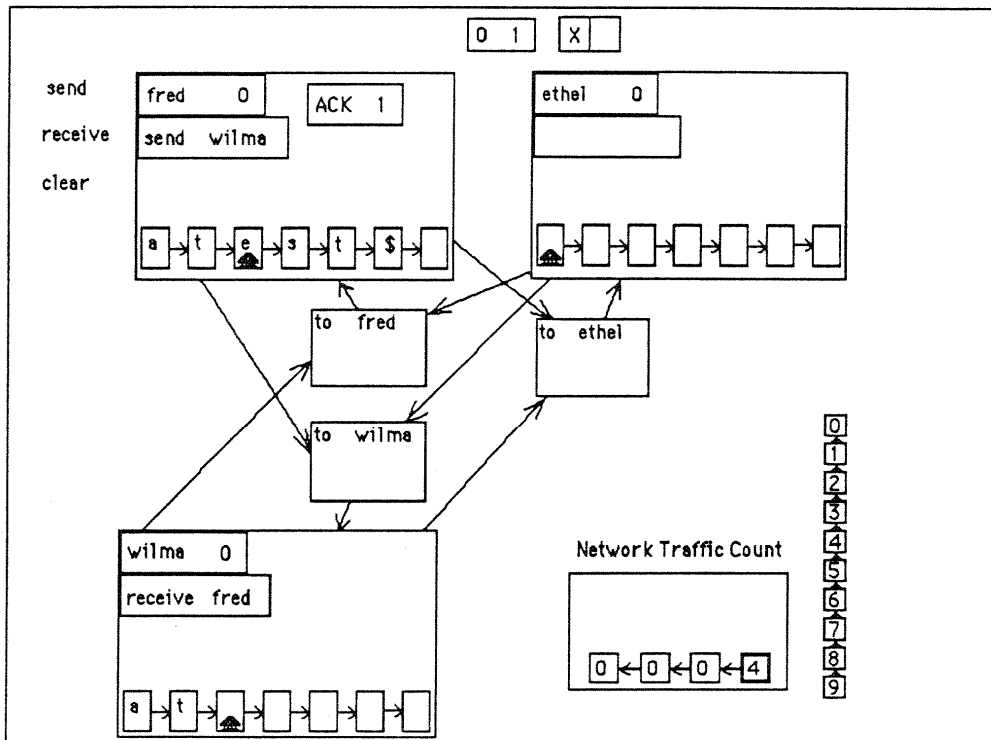 0 1 X
send
receive
clear
fred 0
ACK 1
send wilma
a t e s t $
ethel 0
to fred
to ethel
to wilma
wilma 0
receive fred
a t
Network Traffic Count
0 0 0 4
0
1
2
3
4
5
6
7
8
9